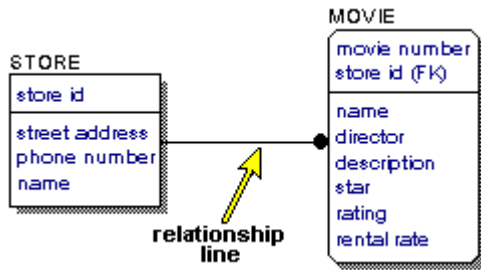 STORE
store id
street address
phone number
name
relationship
line
MOVIE
movie number
store id (FK)
name
director
description
star
rating
rental rate